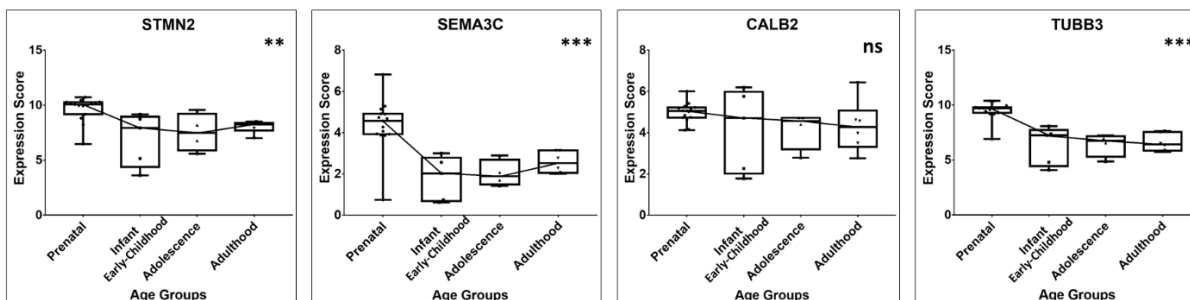 STMN2
**
15
10
5
0
Expression Score
Prenatal
Infant
Early-Childhood
Adolescence
Adulthood
Age Groups
SEMA3C
***
8
6
4
2
0
Expression Score
Prenatal
Infant
Early-Childhood
Adolescence
Adulthood
Age Groups
CALB2
ns
8
6
4
2
0
Expression Score
Prenatal
Infant
Early-Childhood
Adolescence
Adulthood
Age Groups
TUBB3
***
15
10
5
0
Expression Score
Prenatal
Infant
Early-Childhood
Adolescence
Adulthood
Age Groups